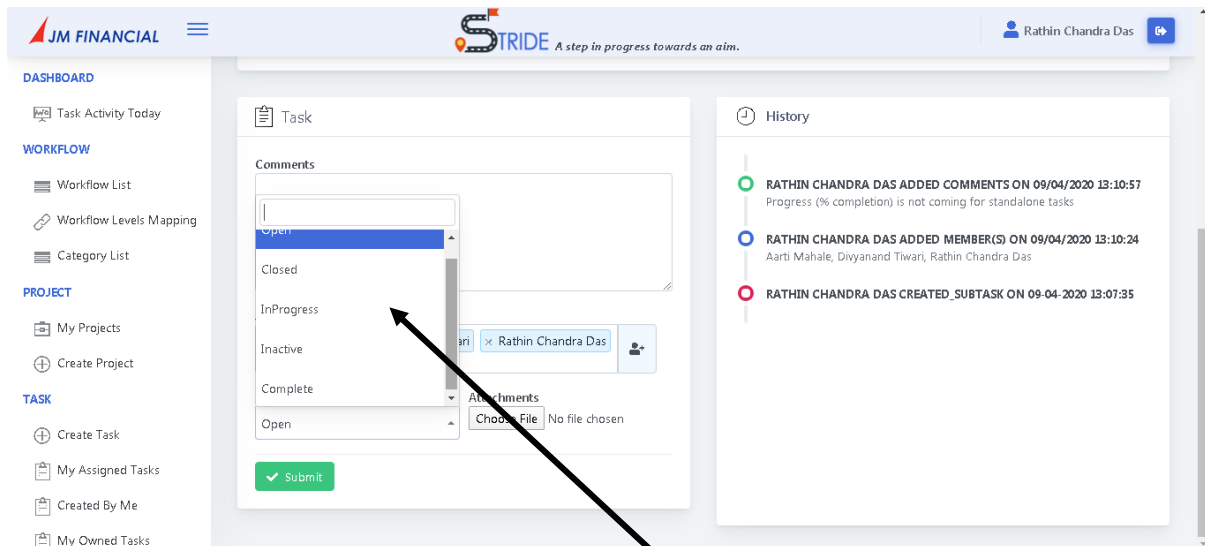 JM FINANCIAL
STRIDE A step in progress towards an aim.
Rathin Chandra Das
DASHBOARD
Task Activity Today
WORKFLOW
Workflow List
Workflow Levels Mapping
Category List
PROJECT
My Projects
Create Project
TASK
Create Task
My Assigned Tasks
Created By Me
My Owned Tasks
Task
Comments
Open
Closed
InProgress
Inactive
Complete
ari × Rathin Chandra Das
Attachments
Open
Choose File No file chosen
Submit
History
RATHIN CHANDRA DAS ADDED COMMENTS ON 09/04/2020 13:10:57
Progress (% completion) is not coming for standalone tasks
RATHIN CHANDRA DAS ADDED MEMBER(S) ON 09/04/2020 13:10:24
Aarti Mahale, Divyanand Tiwari, Rathin Chandra Das
RATHIN CHANDRA DAS CREATED_SUBTASK ON 09-04-2020 13:07:35